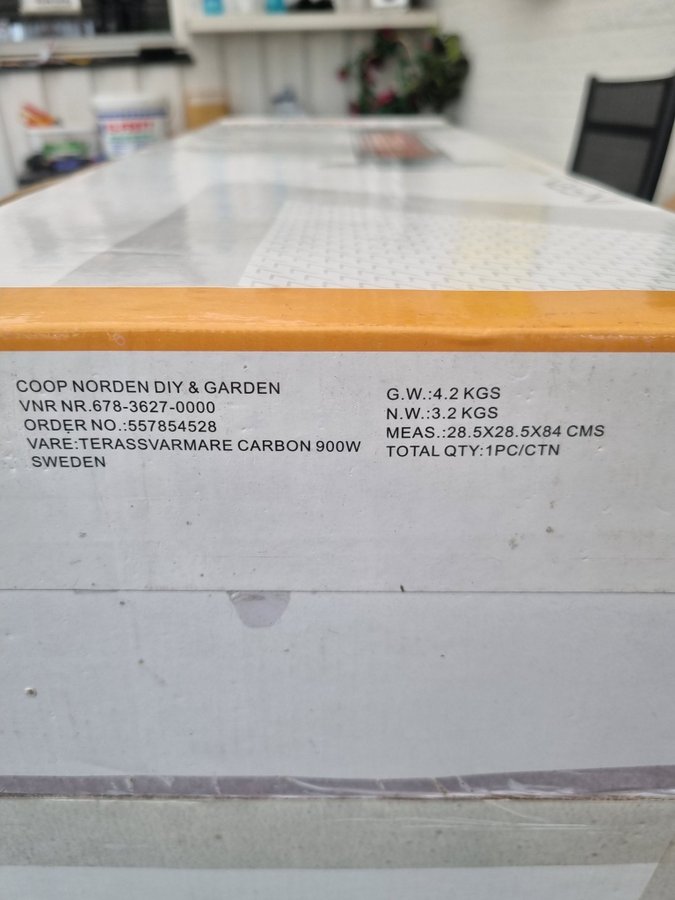 COOP NORDEN DIY & GARDEN
VNR NR.678-3627-0000
ORDER NO.:557854528
VARE:TERASSVARMARE CARBON 900W
SWEDEN
G.W.:4.2 KGS
N.W.:3.2 KGS
MEAS.:28.5X28.5X84 CMS
TOTAL QTY:1PC/CTN